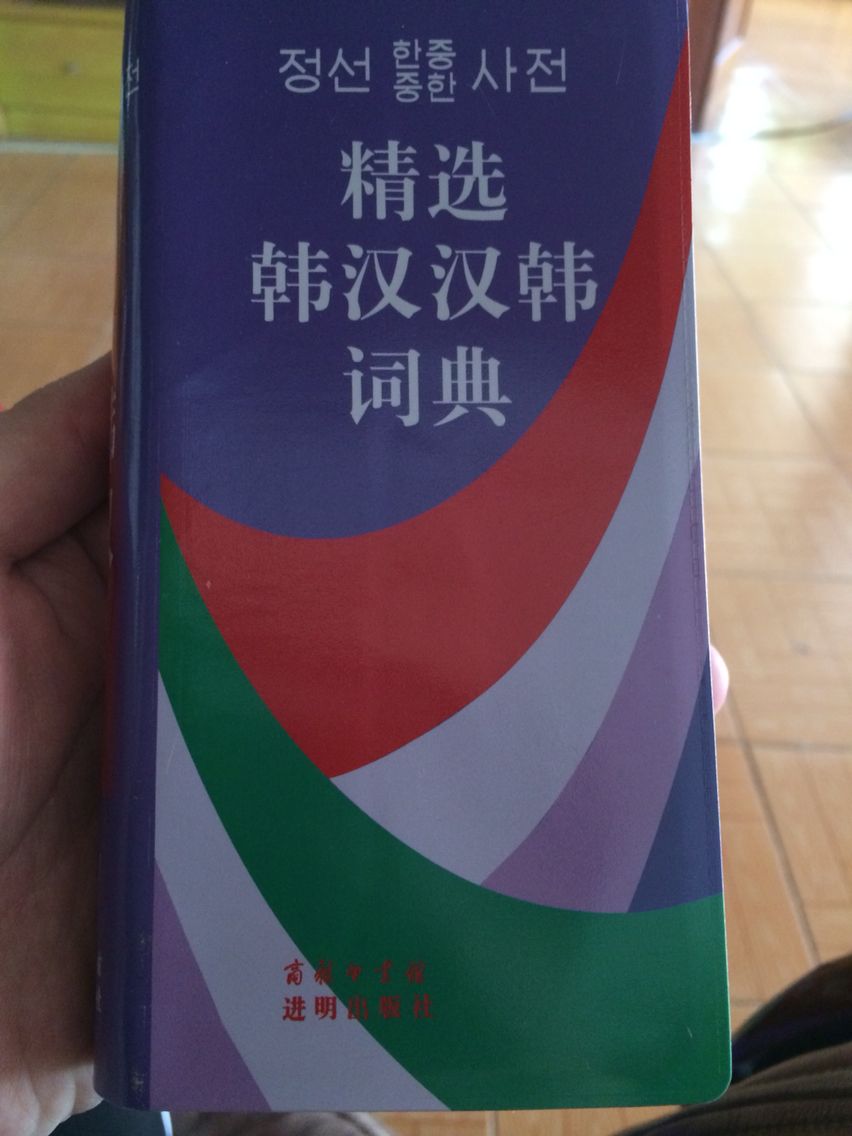 정선 한중 중한 사전
精选
韩汉汉韩
词典
商务印书馆
进明出版社
전